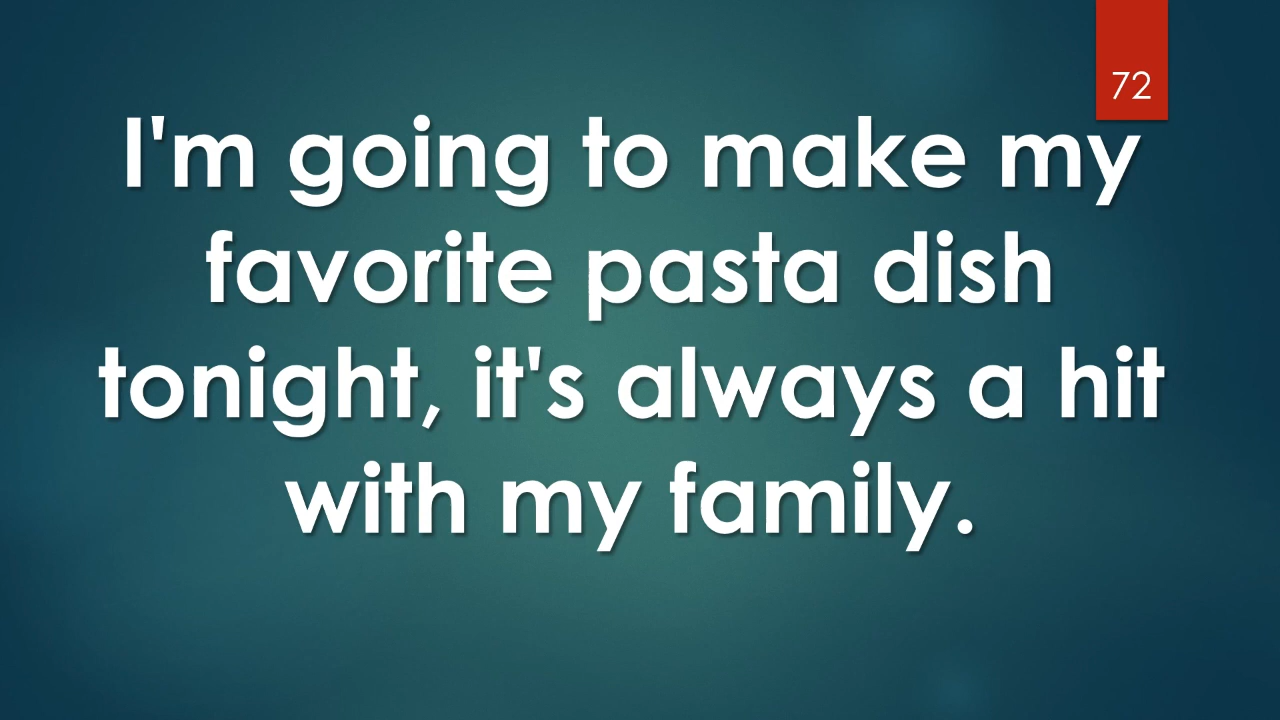 72
I'm going to make my
favorite pasta dish
tonight, it's always a hit
with my family.